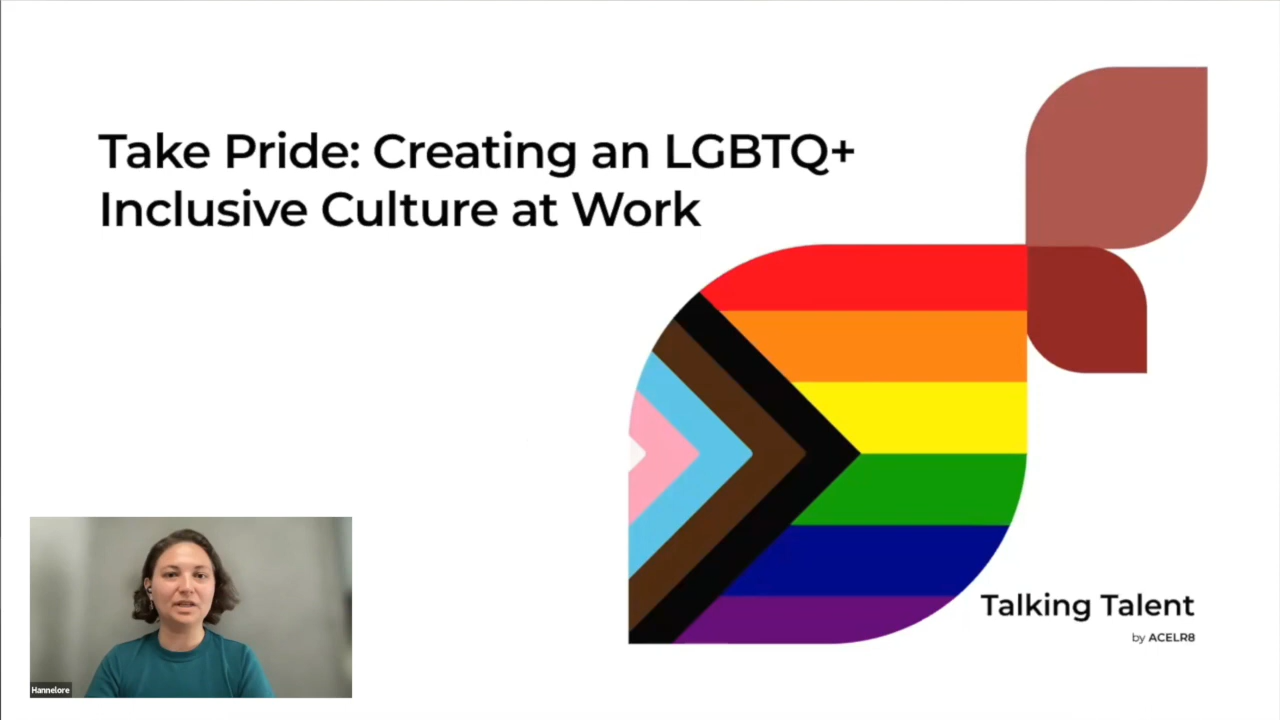 Take Pride: Creating an LGBTQ+
Inclusive Culture at Work
Talking Talent
by ACELR8
Hannelore